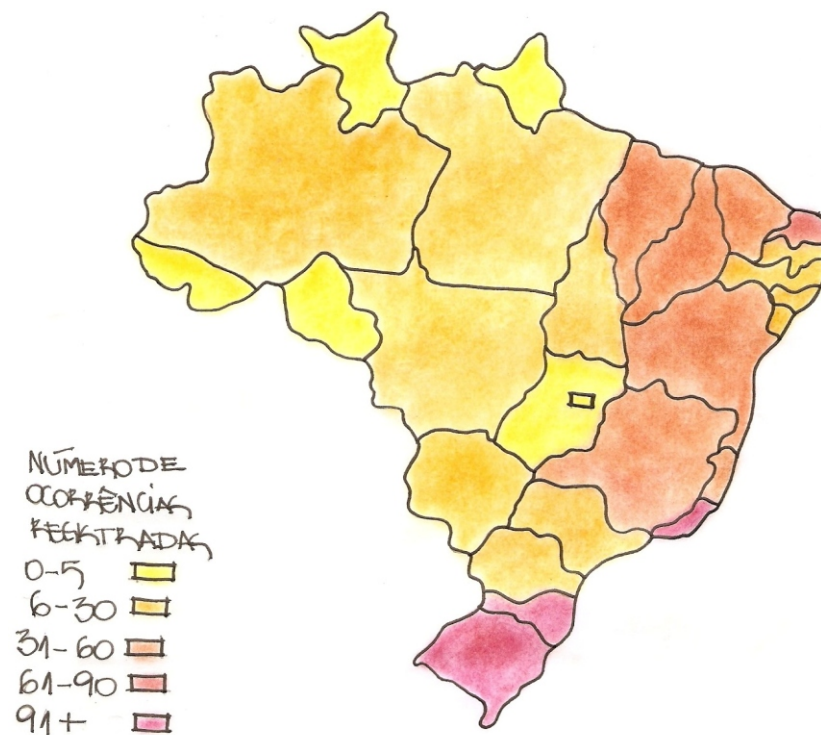 NÚMERO DE
OCORRÊNCIAS
REGISTRADAS
0-5
6-30
31-60
61-90
91+